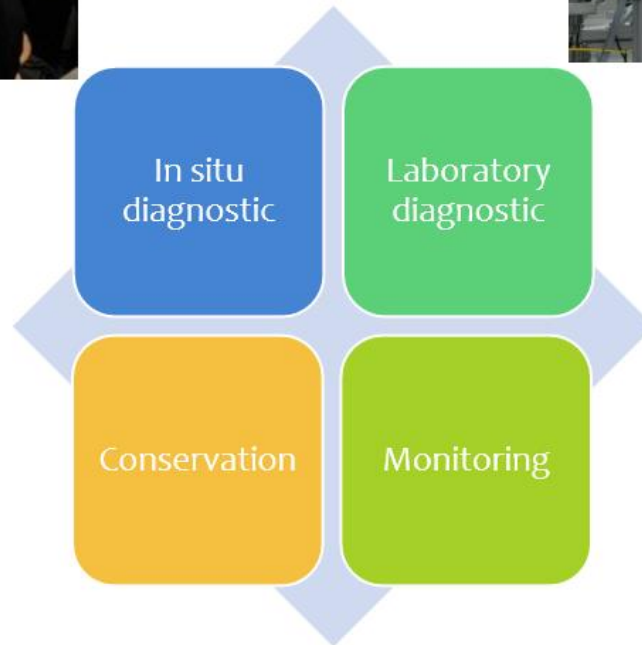 In situ
diagnostic
Laboratory
diagnostic
Conservation
Monitoring